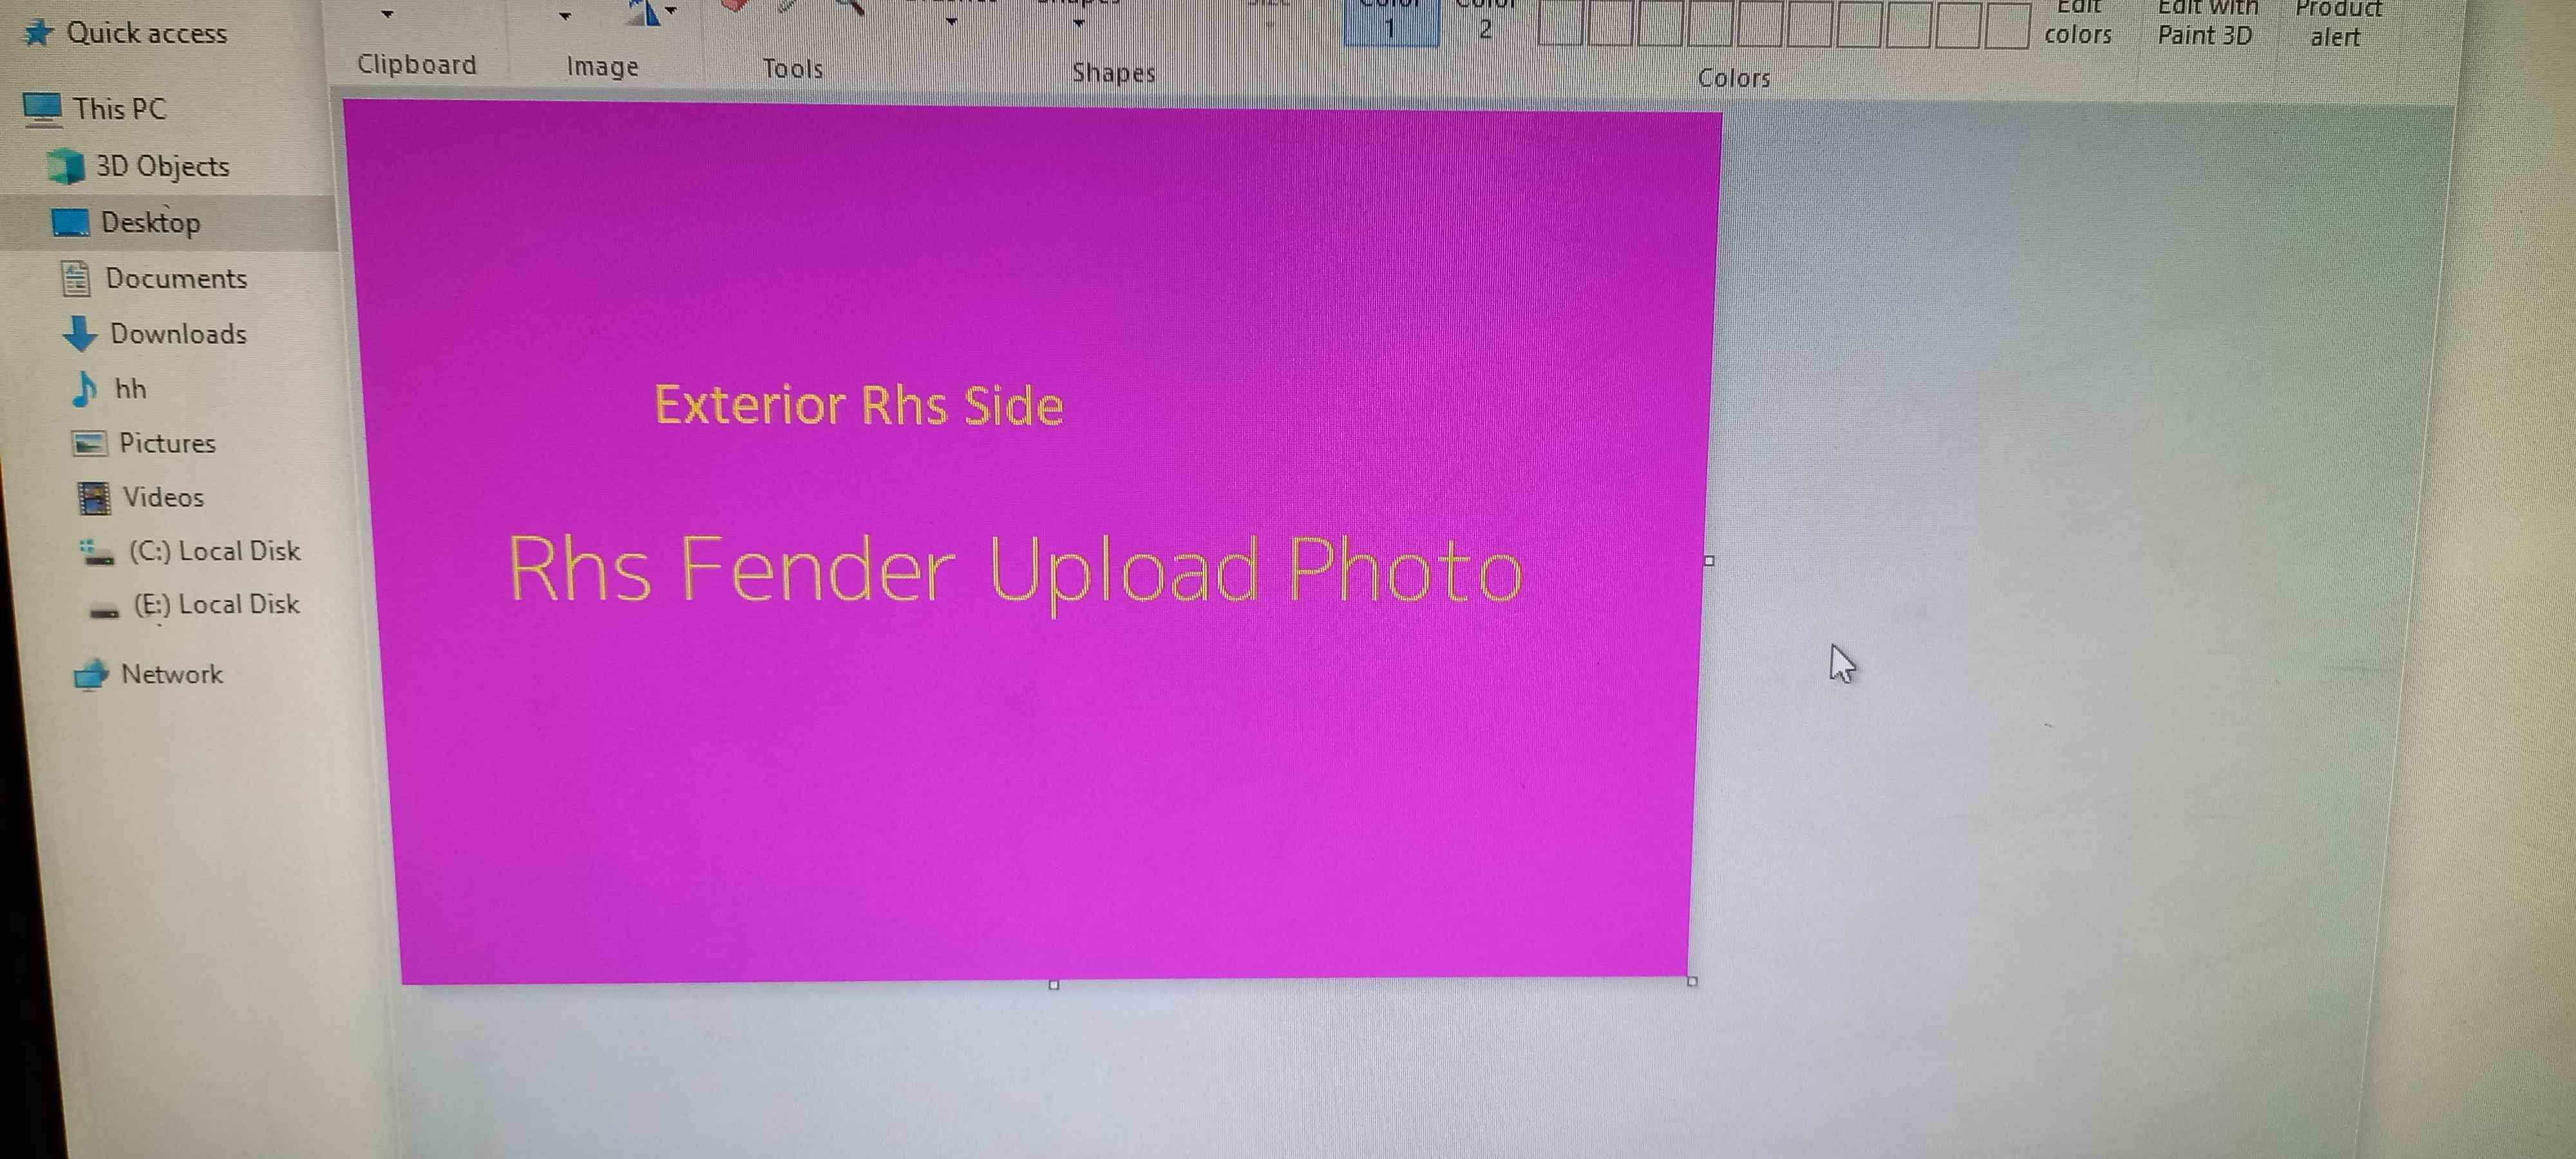 Quick access
This PC
3D Objects
Desktop
Documents
Downloads
hh
Pictures
Videos
(C:) Local Disk
(E:) Local Disk
Network
Clipboard
Image
Tools
Shapes
1
2
Edit
colors
Edit with
Paint 3D
Product
alert
Colors
Exterior Rhs Side
Rhs Fender Upload Photo